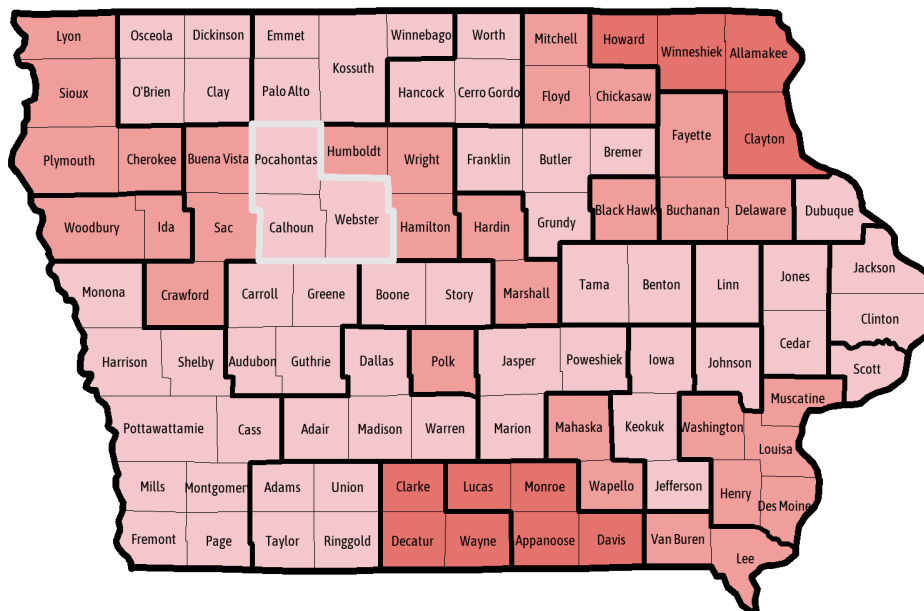 Lyon Osceola Dickinson Emmet Winnebago Worth Mitchell Howard Winneshiek Allamakee
Kossuth
Sioux O'Brien Clay Palo Alto Hancock Cerro Gordo Floyd Chickasaw
Fayette Clayton
Plymouth Cherokee Buena Vista Pocahontas Humboldt Wright Franklin Butler Bremer
Woodbury Ida Sac Calhoun Webster Hamilton Hardin Grundy Black Hawk Buchanan Delaware Dubuque
Jackson
Monona Crawford Carroll Greene Boone Story Marshall Tama Benton Linn Jones
Clinton
Harrison Shelby Audubon Guthrie Dallas Polk Jasper Poweshiek Iowa Johnson Cedar Scott
Muscatine
Pottawattamie Cass Adair Madison Warren Marion Mahaska Keokuk Washington
Louisa
Mills Montgomery Adams Union Clarke Lucas Monroe Wapello Jefferson Henry Des Moine
Fremont Page Taylor Ringgold Decatur Wayne Appanoose Davis Van Buren
Lee